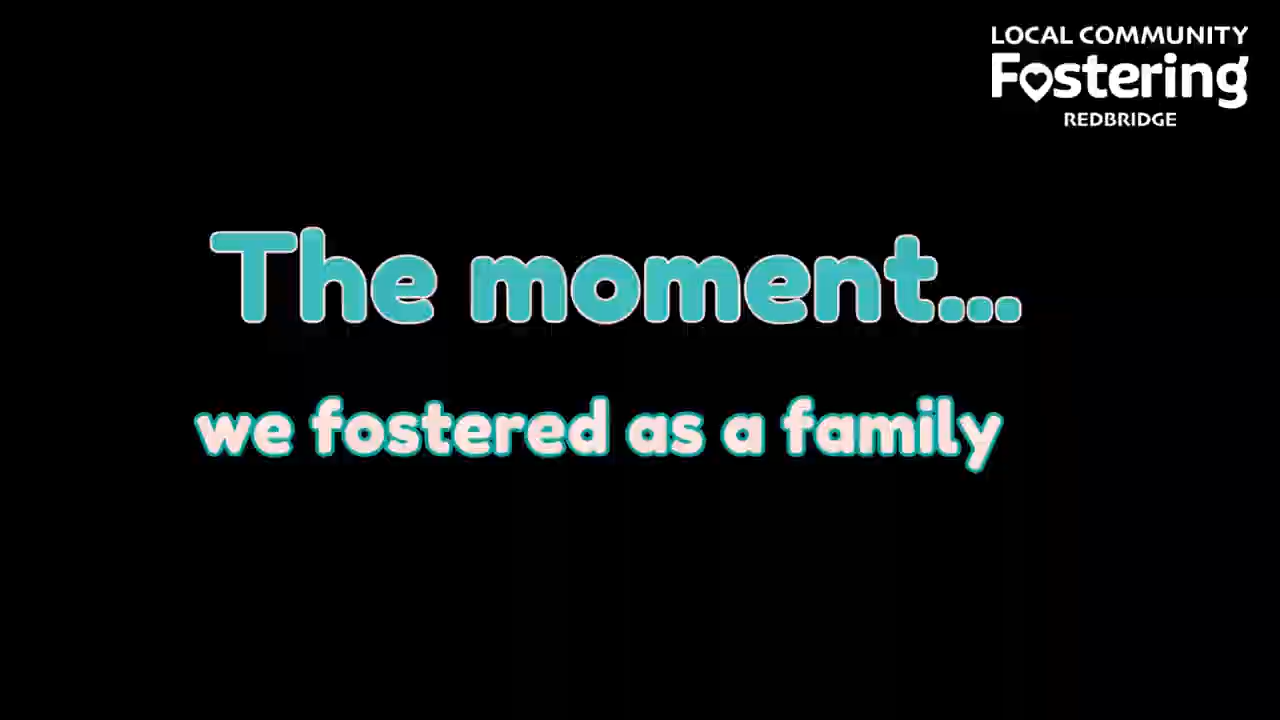 LOCAL COMMUNITY
Fostering
REDBRIDGE
The moment...
we fostered as a family